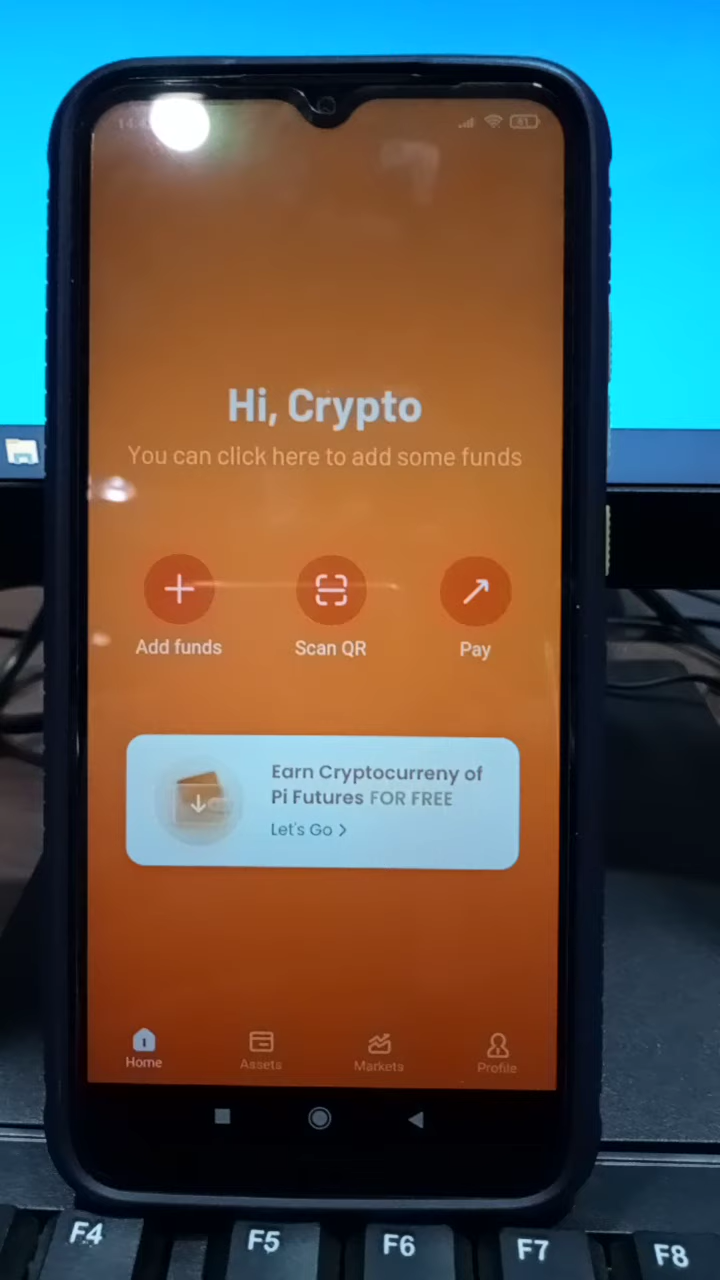 Hi, Crypto
You can click here to add some funds
Add funds
Scan QR
Pay
Earn Cryptocurreny of
Pi Futures FOR FREE
Let's Go
Home
Assets
Markets
Profile
F4
F5
F6
F7
F8